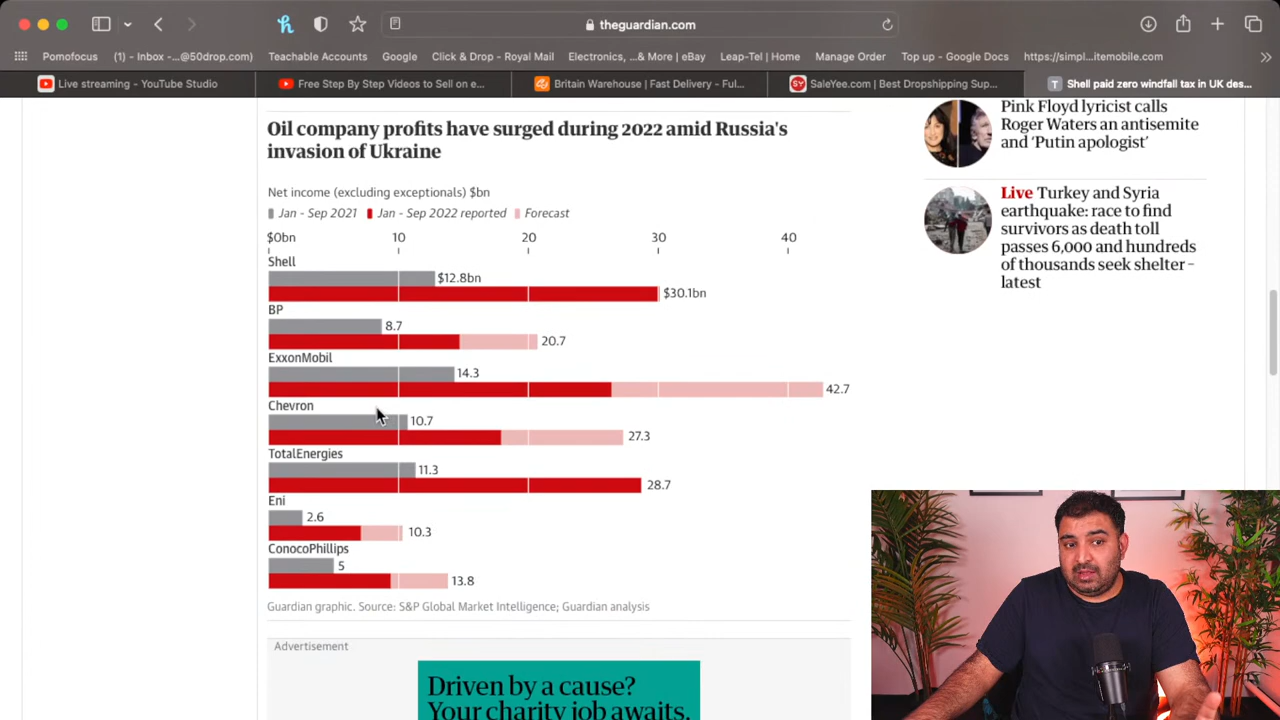 theguardian.com
Pomofocus
(1) - Inbox -...@50drop.com)
Teachable Accounts
Google
Click & Drop - Royal Mail
Electronics, ...& More | eBay
Leap-Tel | Home
Manage Order
Top up - Google Docs
https://simpl...itemobile.com
Live streaming - YouTube Studio
Free Step By Step Videos to Sell on e...
Britain Warehouse | Fast Delivery - Ful...
SaleYee.com | Best Dropshipping Sup...
T
Shell paid zero windfall tax in UK des...
Oil company profits have surged during 2022 amid Russia's
invasion of Ukraine
Net income (excluding exceptionals) $bn
Jan - Sep 2021
Jan - Sep 2022 reported
Forecast
$0bn
10
20
30
40
Shell
$12.8bn
$30.1bn
BP
8.7
20.7
ExxonMobil
14.3
42.7
Chevron
10.7
27.3
TotalEnergies
11.3
28.7
Eni
2.6
10.3
ConocoPhillips
5
13.8
Guardian graphic. Source: S&P Global Market Intelligence; Guardian analysis
Advertisement
Driven by a cause?
Your charity job awaits.
Pink Floyd lyricist calls
Roger Waters an antisemite
and ‘Putin apologist’
Live Turkey and Syria
earthquake: race to find
survivors as death toll
passes 6,000 and hundreds
of thousands seek shelter –
latest